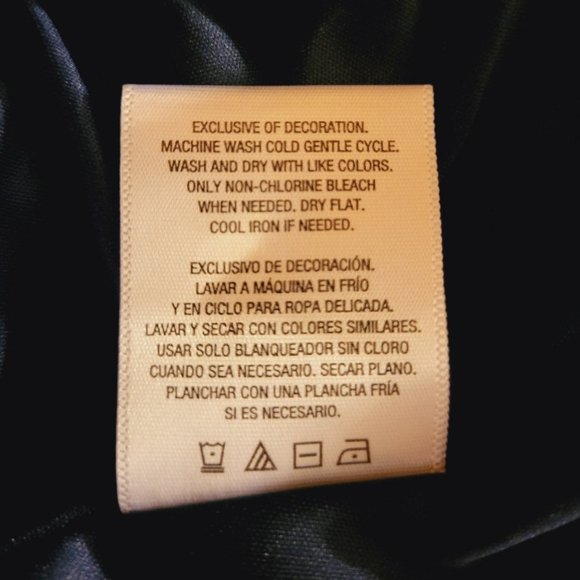 EXCLUSIVE OF DECORATION.
MACHINE WASH COLD GENTLE CYCLE.
WASH AND DRY WITH LIKE COLORS.
ONLY NON-CHLORINE BLEACH
WHEN NEEDED. DRY FLAT.
COOL IRON IF NEEDED.
EXCLUSIVO DE DECORACIÓN.
LAVAR A MÁQUINA EN FRÍO
Y EN CICLO PARA ROPA DELICADA.
LAVAR Y SECAR CON COLORES SIMILARES.
USAR SOLO BLANQUEADOR SIN CLORO
CUANDO SEA NECESARIO. SECAR PLANO.
PLANCHAR CON UNA PLANCHA FRÍA
SI ES NECESARIO.